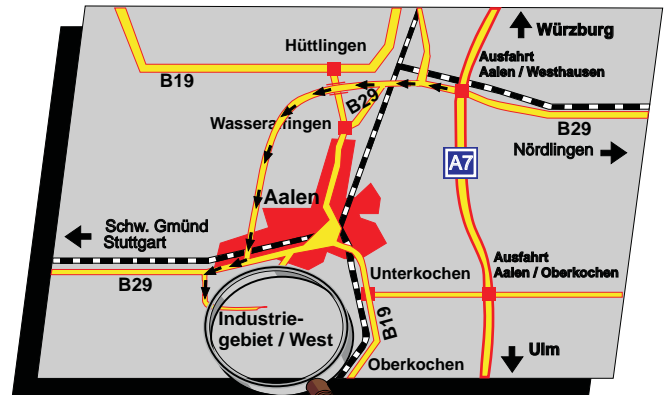 Würzburg
Hüttlingen
Ausfahrt
Aalen / Westhausen
B19
B29
Wasseralfingen
B29
Nördlingen
A7
Aalen
Schw. Gmünd
Stuttgart
B29
Unterkochen
Ausfahrt
Aalen / Oberkochen
Industrie-
gebiet / West
B19
Oberkochen
Ulm